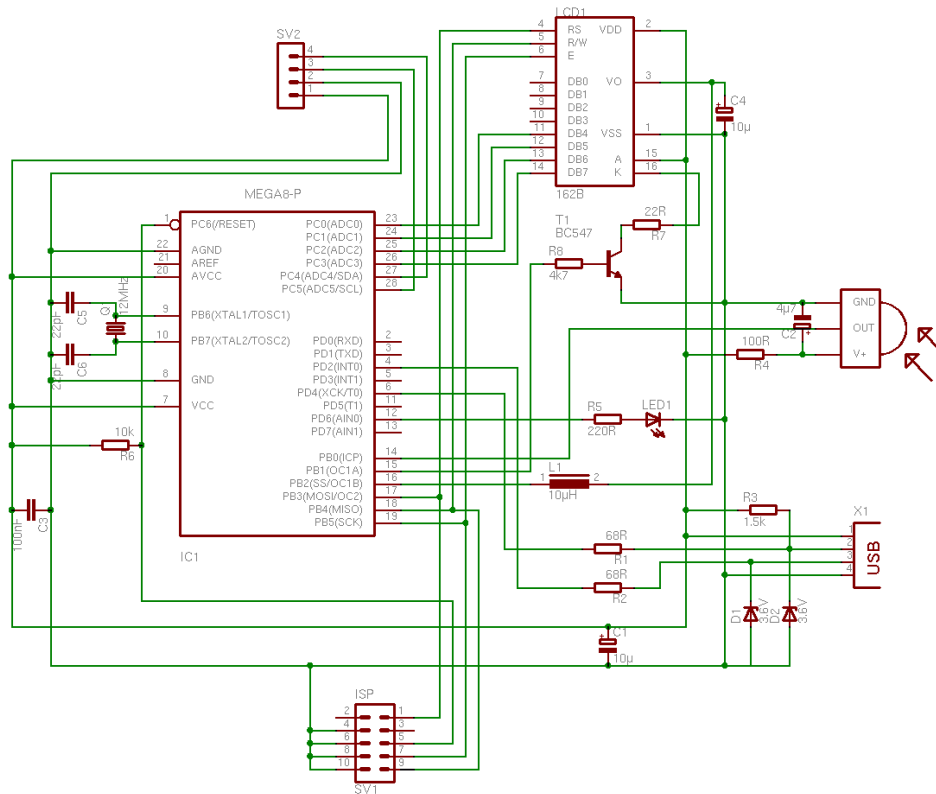 LCD1
4 RS VDD 2
5 R/W
6 E
7 DB0 VO 3
8 DB1
9 DB2
10 DB3
11 DB4 VSS 1
12 DB5
13 DB6 A 15
14 DB7 K 16
162B
SV2
4
3
2
1
+
C4
10µ
MEGA8-P
1 PC6(/RESET) PC0(ADC0) 23
PC1(ADC1) 24
22 AGND PC2(ADC2) 25
21 AREF PC3(ADC3) 26
20 AVCC PC4(ADC4/SDA) 27
PC5(ADC5/SCL) 28
9 PB6(XTAL1/TOSC1)
10 PB7(XTAL2/TOSC2) PD0(RXD) 2
PD1(TXD) 3
PD2(INT0) 4
8 GND PD3(INT1) 5
PD4(XCK/T0) 6
7 VCC PD5(T1) 11
PD6(AIN0) 12
PD7(AIN1) 13
PB0(ICP) 14
PB1(OC1A) 15
PB2(SS/OC1B) 16
PB3(MOSI/OC2) 17
PB4(MISO) 18
PB5(SCK) 19
IC1
C5
22pF
Q
12MHz
C6
22pF
10k
R6
100nF
C3
T1
BC547
22R
R7
R8
4k7
GND
OUT
V+
4µ7
C2
+
100R
R4
R5
220R
LED1
L1
1 2
10µH
R3
1.5k
X1
1
2
3
4
USB
68R
R1
68R
R2
D1
3.6V
D2
3.6V
+
C1
10µ
ISP
2 1
4 3
6 5
8 7
10 9
SV1